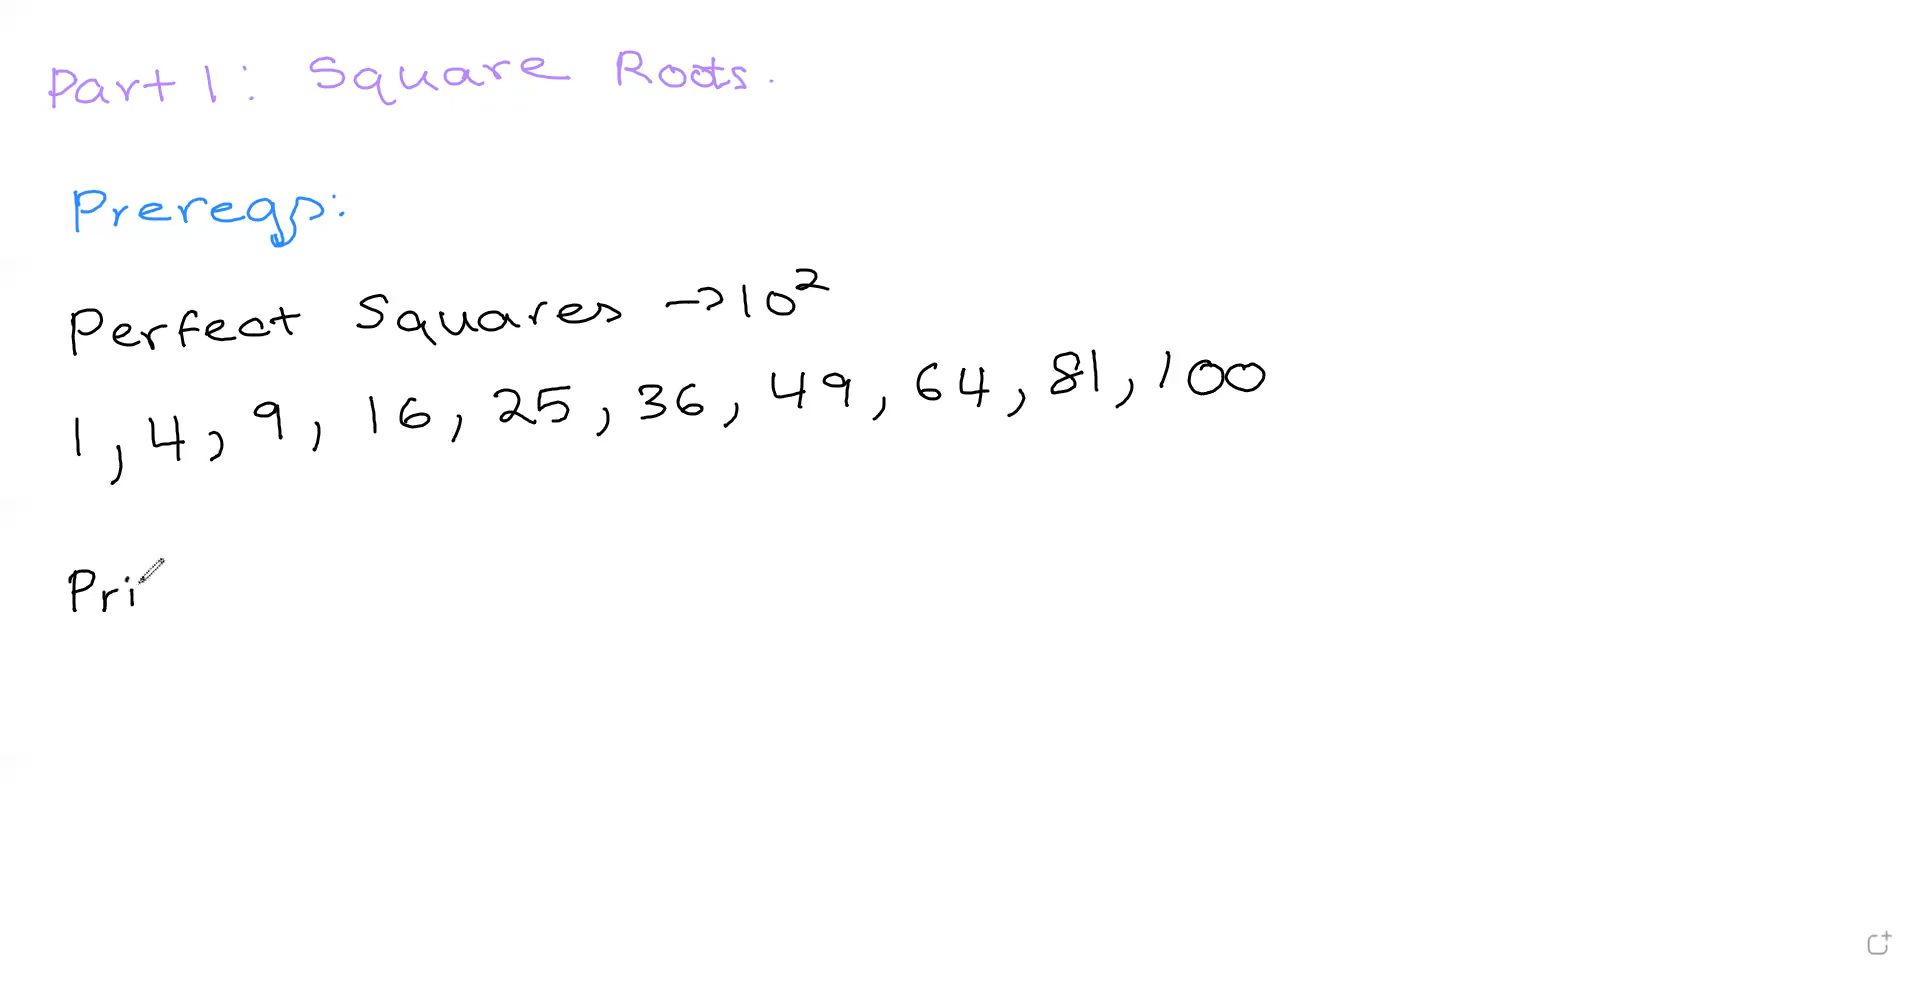 Part 1: Square Roots.
Prereqs:
Perfect Squares → 10²
1, 4, 9, 16, 25, 36, 49, 64, 81, 100
Pri